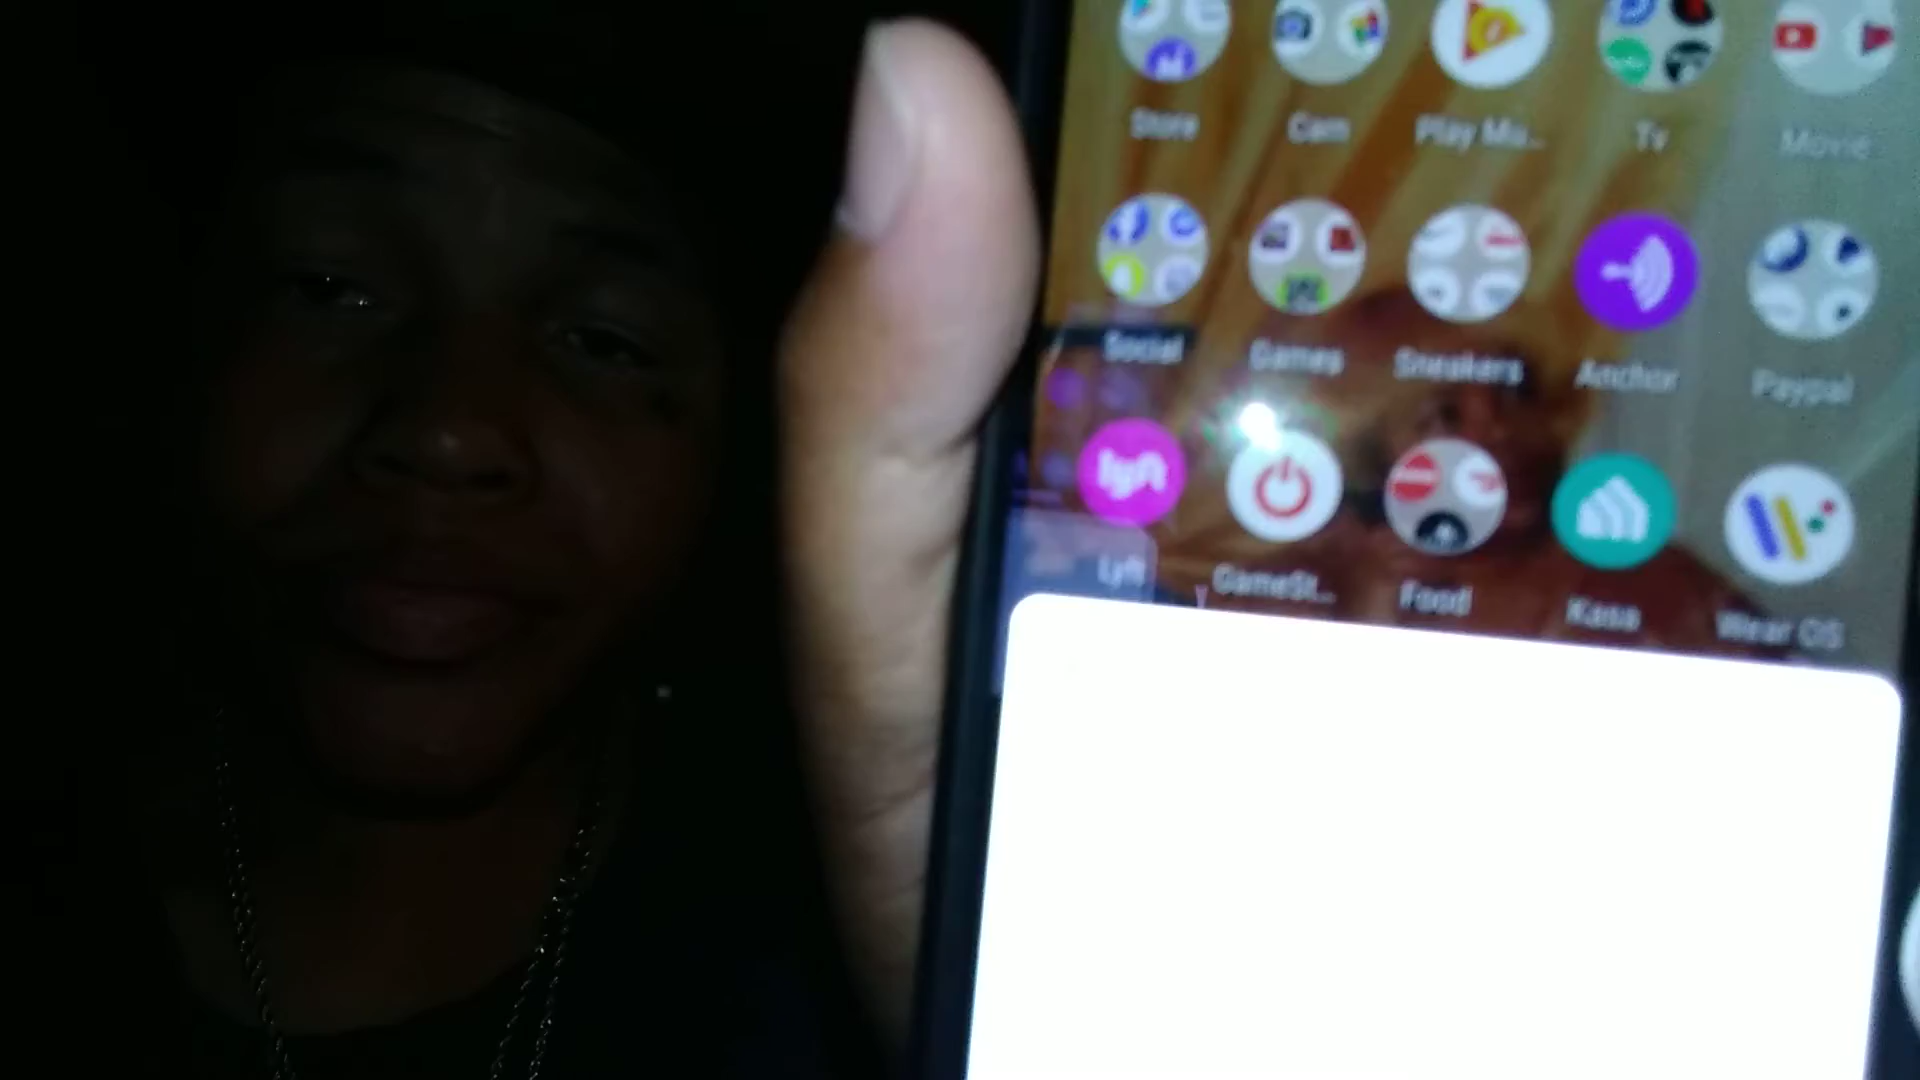 Store Cam Play Mu... Tv Movie
Social Games Sneakers Anchor Paypal
lyft
Lyft GameSt... Food Kasa Wear OS